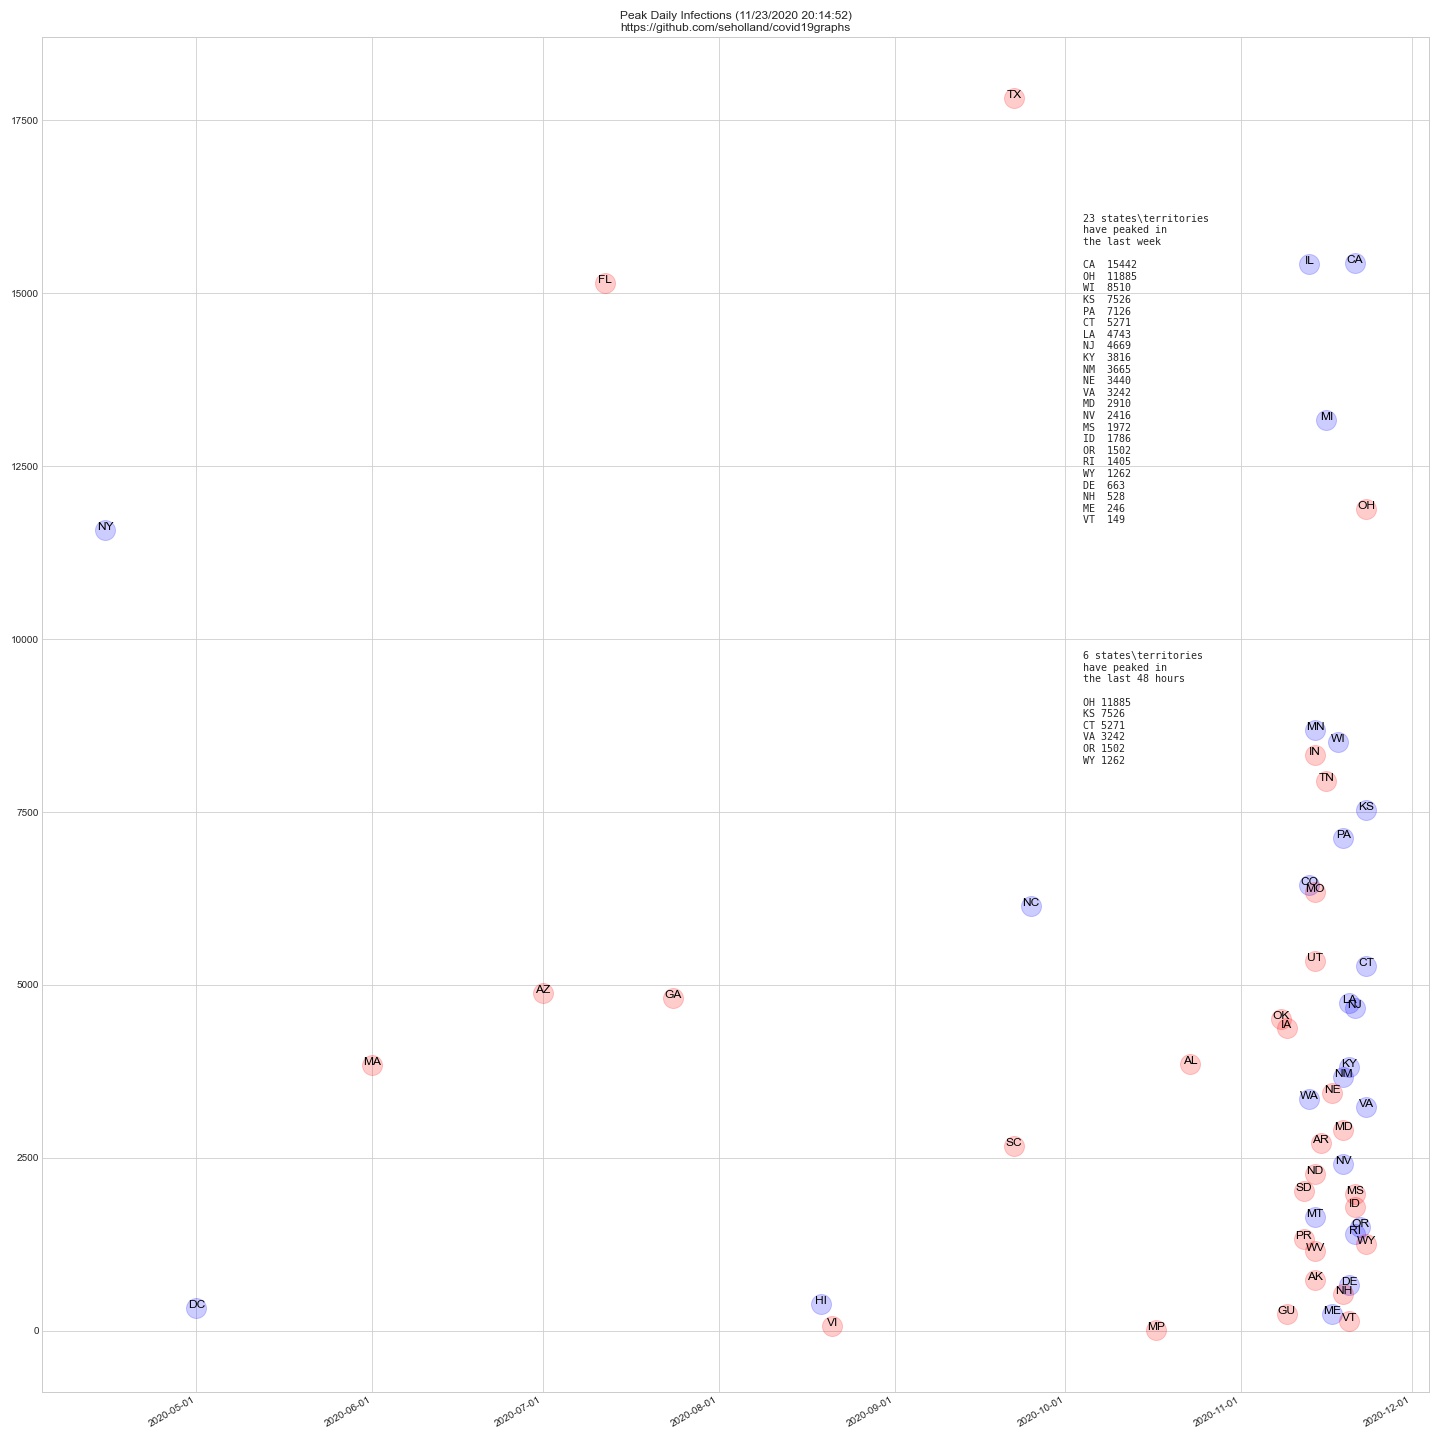 Peak Daily Infections (11/23/2020 20:14:52)
https://github.com/seholland/covid19graphs
17500
15000
12500
10000
7500
5000
2500
0
TX
FL
IL
CA
MI
OH
NY
23 states\territories
have peaked in
the last week
CA  15442
OH  11885
WI  8510
KS  7526
PA  7126
CT  5271
LA  4743
NJ  4669
KY  3816
NM  3665
NE  3440
VA  3242
MD  2910
NV  2416
MS  1972
ID  1786
OR  1502
RI  1405
WY  1262
DE  663
NH  528
ME  246
VT  149
6 states\territories
have peaked in
the last 48 hours
OH 11885
KS 7526
CT 5271
VA 3242
OR 1502
WY 1262
MN
WI
IN
TN
KS
PA
CO
MO
NC
UT
CT
AZ
GA
LA
NJ
OK
IA
MA
AL
KY
NM
NE
WA
VA
MD
AR
SC
NV
ND
SD
MS
ID
MT
OR
RI
PR
WY
WV
AK
DE
NH
DC
HI
VI
MP
GU
ME
VT
2020-05-01
2020-06-01
2020-07-01
2020-08-01
2020-09-01
2020-10-01
2020-11-01
2020-12-01